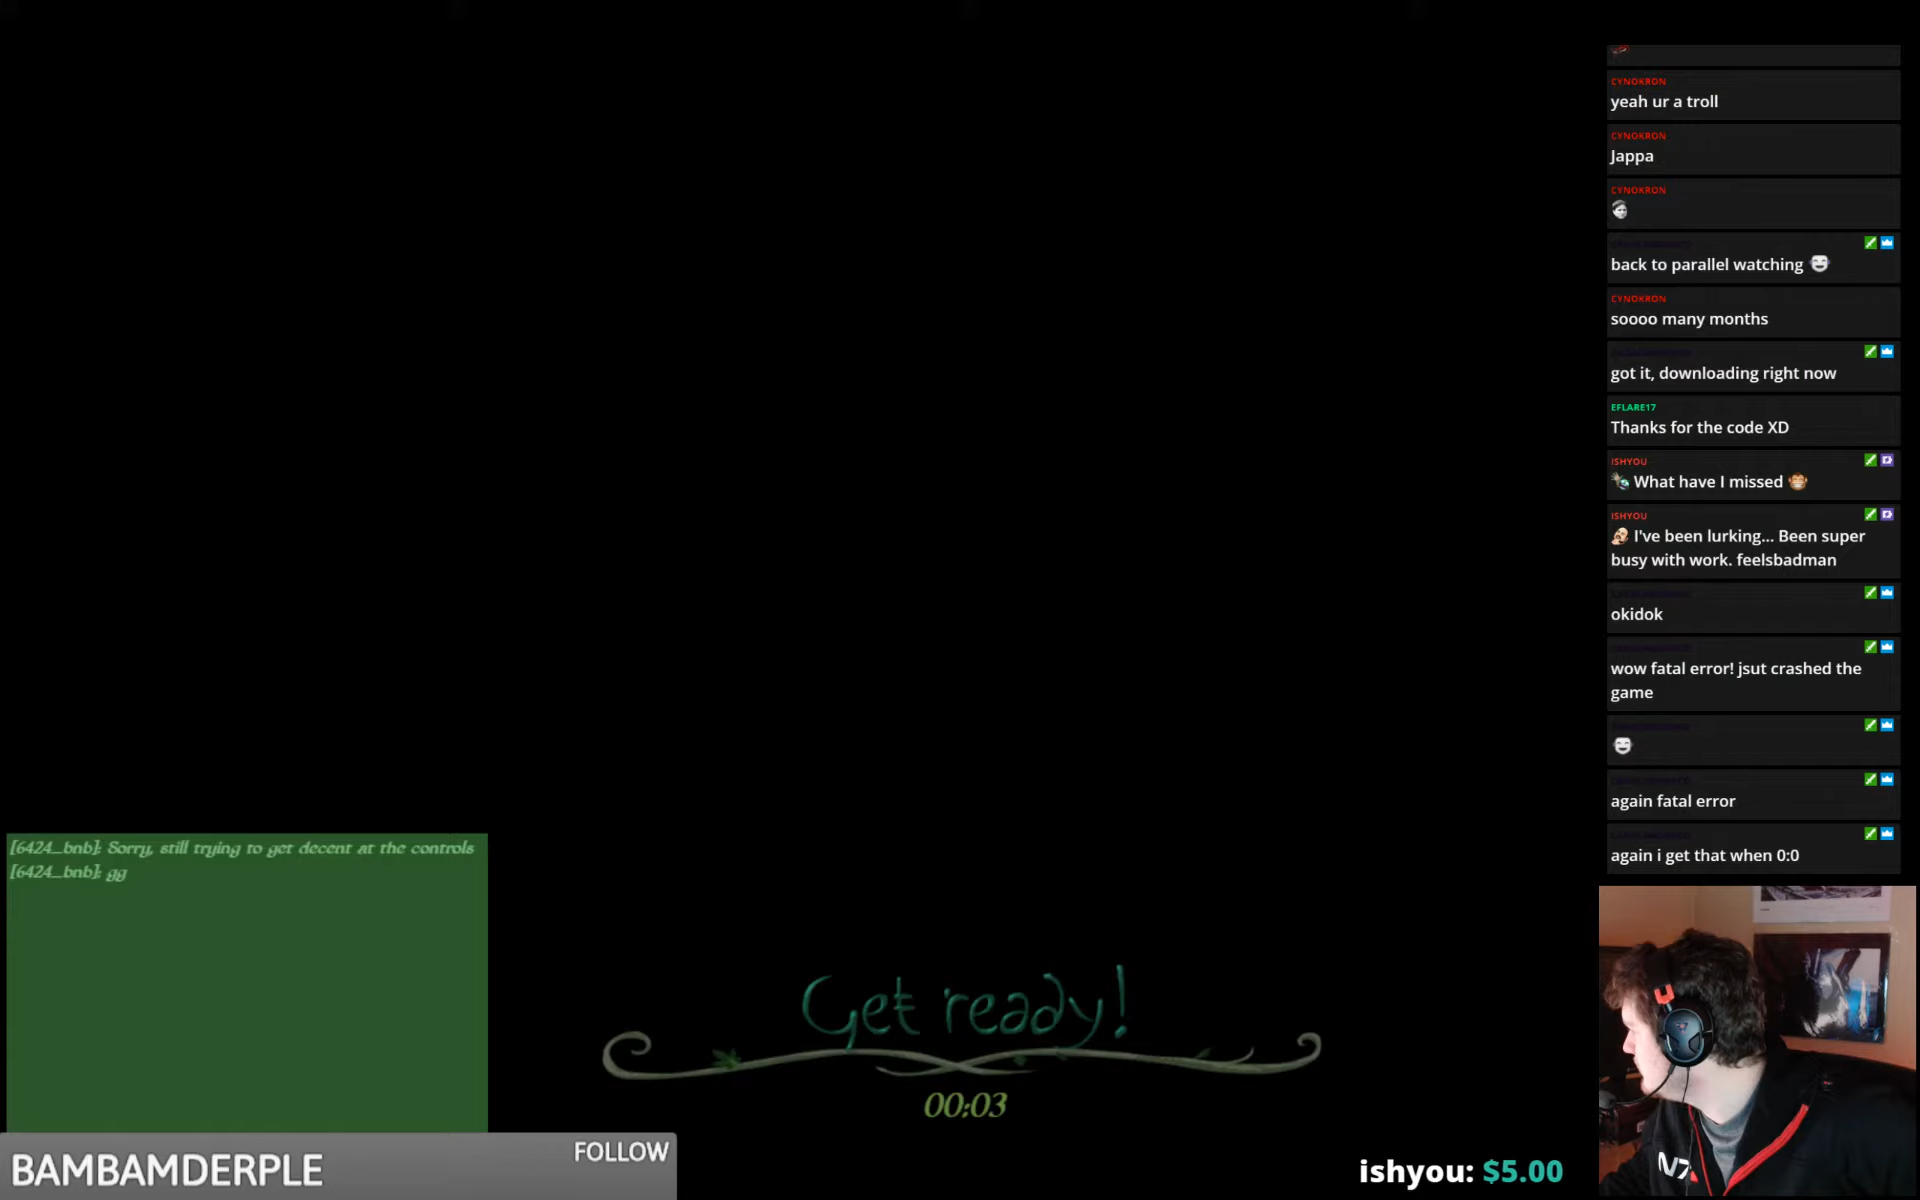 CYNOKRON
yeah ur a troll
CYNOKRON
Jappa
CYNOKRON
back to parallel watching
CYNOKRON
soooo many months
got it, downloading right now
EFLARE17
Thanks for the code XD
ISHYOU
What have I missed
ISHYOU
I've been lurking... Been super
busy with work. feelsbadman
okidok
wow fatal error! jsut crashed the
game
again fatal error
again i get that when 0:0
[6424_bnb]: Sorry, still trying to get decent at the controls
[6424_bnb]: gg
Get ready!
00:03
BAMBAMDERPLE
FOLLOW
ishyou: $5.00
N7